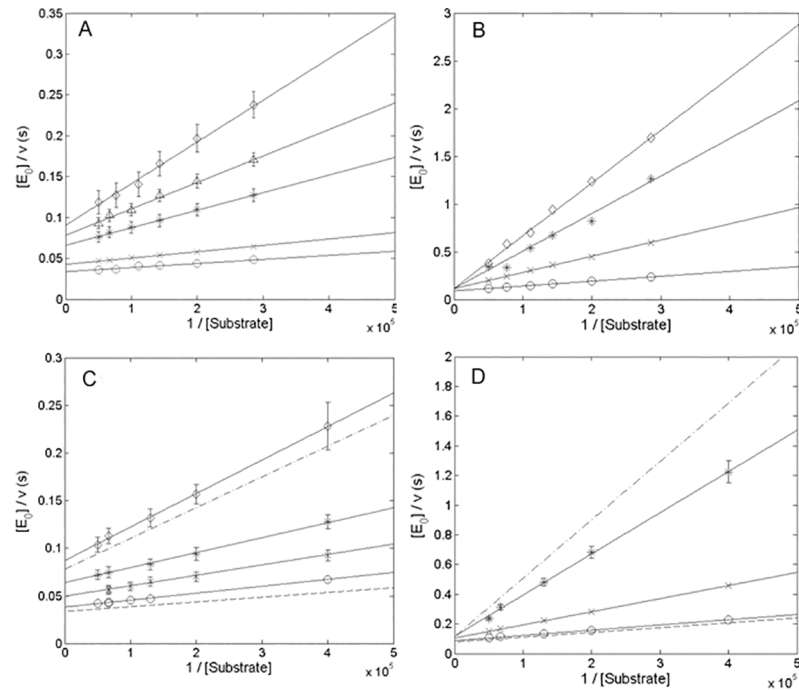 A
[E0] / v (s)
0.35
0.3
0.25
0.2
0.15
0.1
0.05
0
0 1 2 3 4 5
1 / [Substrate]
x 10^5
B
[E0] / v (s)
3
2.5
2
1.5
1
0.5
0
0 1 2 3 4 5
1 / [Substrate]
x 10^5
C
[E0] / v (s)
0.3
0.25
0.2
0.15
0.1
0.05
0
0 1 2 3 4 5
1 / [Substrate]
x 10^5
D
[E0] / v (s)
2
1.8
1.6
1.4
1.2
1
0.8
0.6
0.4
0.2
0
0 1 2 3 4 5
1 / [Substrate]
x 10^5